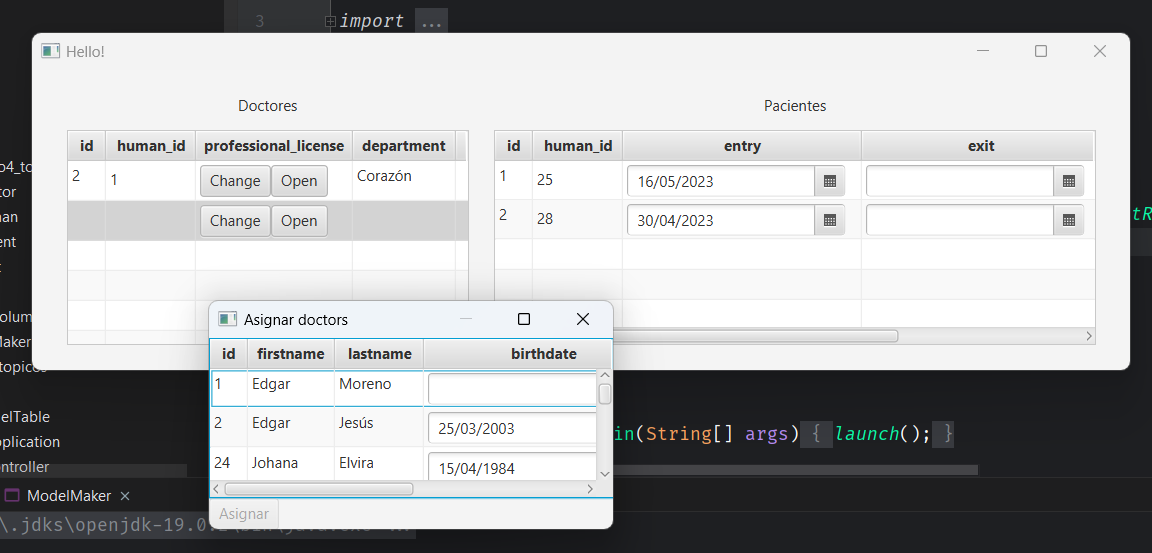 3 import ...
Hello!
Doctores
Pacientes
id human_id professional_license department
2 1 Change Open Corazón
Change Open
id human_id entry exit
1 25 16/05/2023
2 28 30/04/2023
Asignar doctors
id firstname lastname birthdate
1 Edgar Moreno
2 Edgar Jesús 25/03/2003
24 Johana Elvira 15/04/1984
Asignar
o4_to
tor
nan
ent
t
olum
Maker
topicos
elTable
pplication
ontroller
tR
in(String[] args) { launch(); }
ModelMaker
\.jdks\openjdk-19.0.